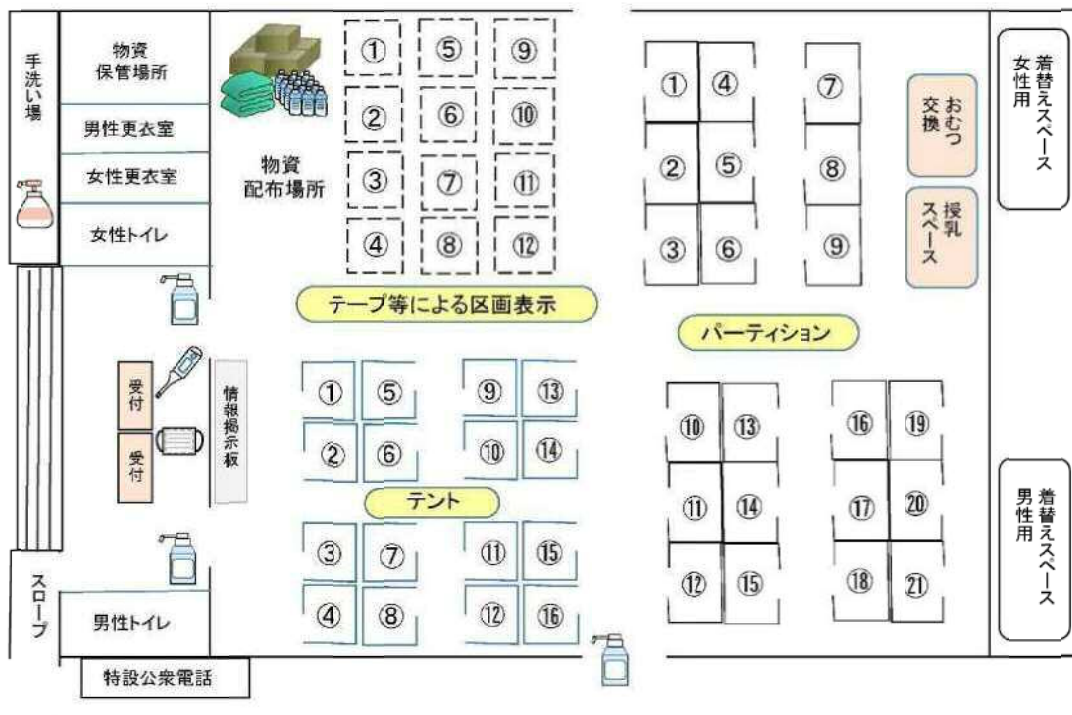 手洗い場
物資
保管場所
男性更衣室
女性更衣室
女性トイレ
物資
配布場所
① ⑤ ⑨
② ⑥ ⑩
③ ⑦ ⑪
④ ⑧ ⑫
テープ等による区画表示
① ④ ⑦
② ⑤ ⑧
③ ⑥ ⑨
おむつ
交換
授乳
スペース
着替えスペース
女性用
パーティション
受付
受付
情報掲示板
① ⑤ ⑨ ⑬
② ⑥ ⑩ ⑭
テント
③ ⑦ ⑪ ⑮
④ ⑧ ⑫ ⑯
⑩ ⑬ ⑯ ⑲
⑪ ⑭ ⑰ ⑳
⑫ ⑮ ⑱ ㉑
着替えスペース
男性用
スロープ
男性トイレ
特設公衆電話